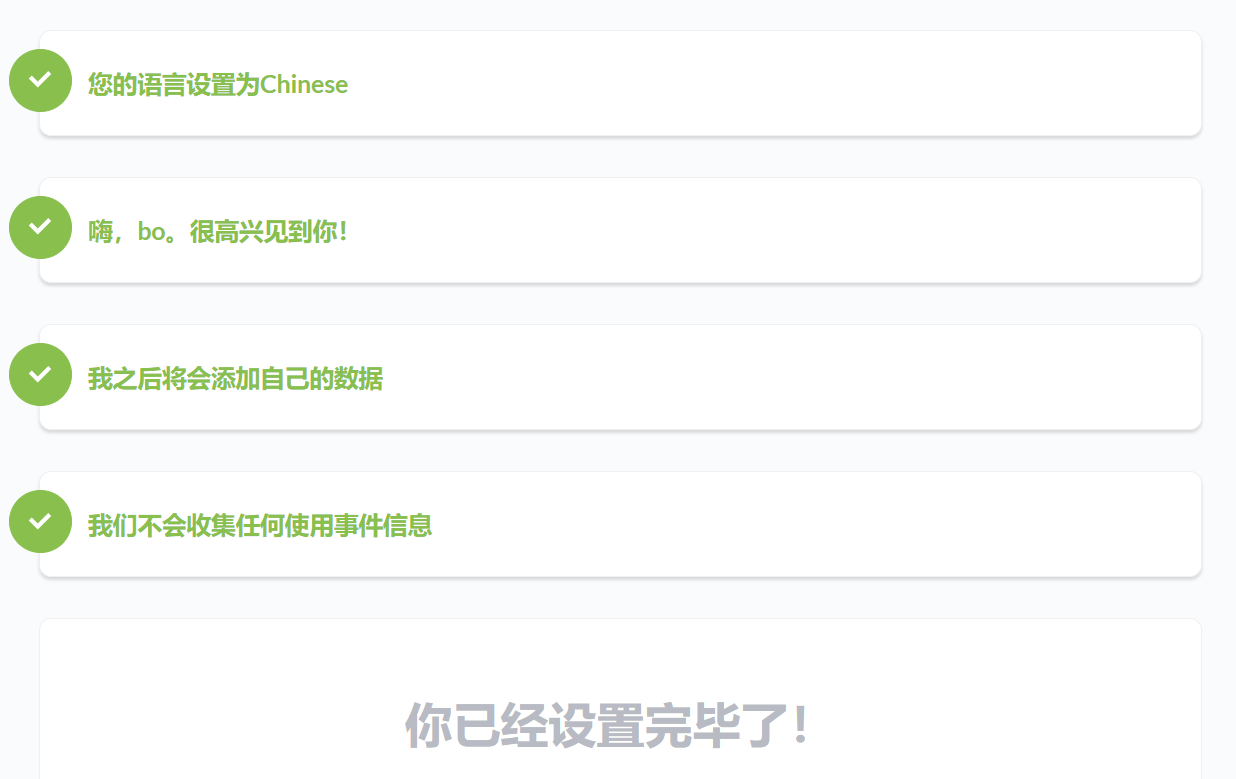 您的语言设置为Chinese
嗨，bo。很高兴见到你！
我之后将会添加自己的数据
我们不会收集任何使用事件信息
你已经设置完毕了！